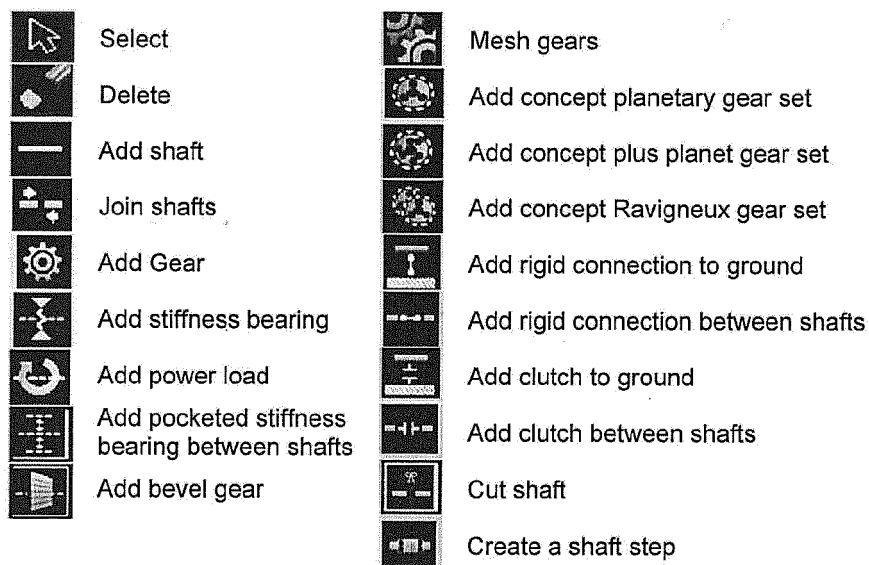 Select
Delete
Add shaft
Join shafts
Add Gear
Add stiffness bearing
Add power load
Add pocketed stiffness
bearing between shafts
Add bevel gear
Mesh gears
Add concept planetary gear set
Add concept plus planet gear set
Add concept Ravigneux gear set
Add rigid connection to ground
Add rigid connection between shafts
Add clutch to ground
Add clutch between shafts
Cut shaft
Create a shaft step